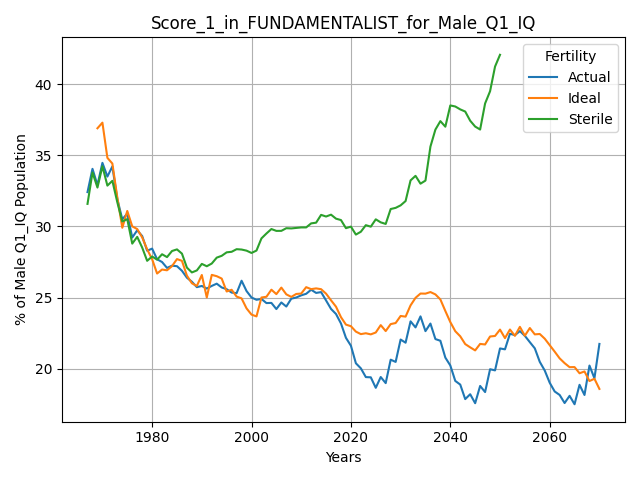 Score_1_in_FUNDAMENTALIST_for_Male_Q1_IQ
% of Male Q1_IQ Population
40
35
30
25
20
Fertility
Actual
Ideal
Sterile
1980
2000
2020
2040
2060
Years